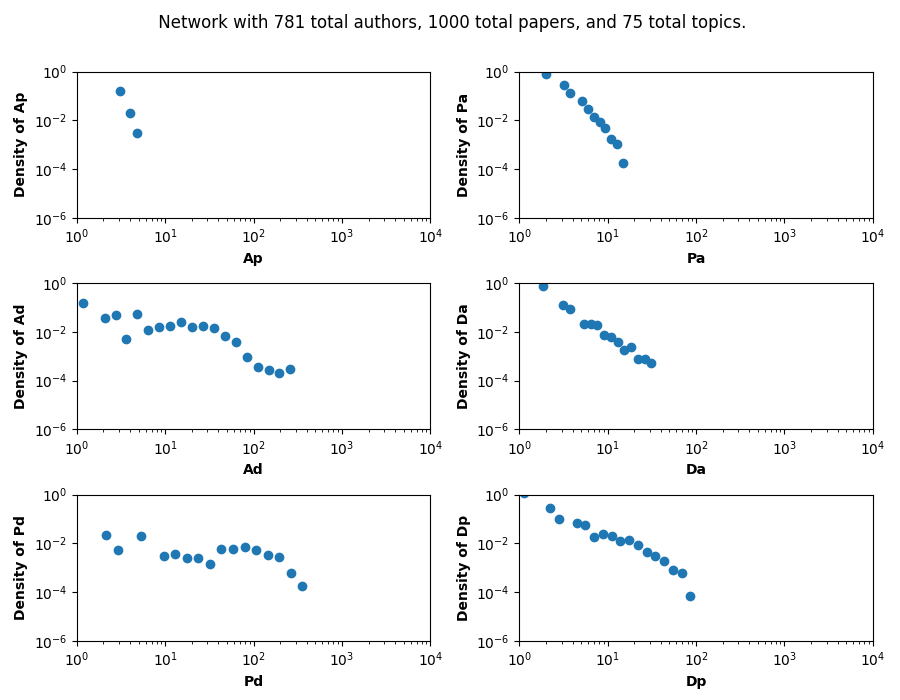 Network with 781 total authors, 1000 total papers, and 75 total topics.
Density of Ap
10^0
10^-2
10^-4
10^-6
10^0 10^1 10^2 10^3 10^4
Ap
Density of Pa
10^0
10^-2
10^-4
10^-6
10^0 10^1 10^2 10^3 10^4
Pa
Density of Ad
10^0
10^-2
10^-4
10^-6
10^0 10^1 10^2 10^3 10^4
Ad
Density of Da
10^0
10^-2
10^-4
10^-6
10^0 10^1 10^2 10^3 10^4
Da
Density of Pd
10^0
10^-2
10^-4
10^-6
10^0 10^1 10^2 10^3 10^4
Pd
Density of Dp
10^0
10^-2
10^-4
10^-6
10^0 10^1 10^2 10^3 10^4
Dp